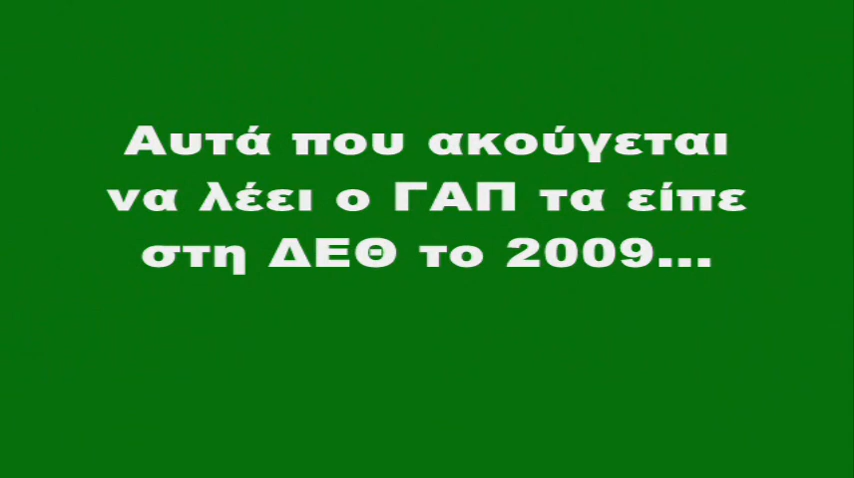 Αυτά που ακούγεται
να λέει ο ΓΑΠ τα είπε
στη ΔΕΘ το 2009...